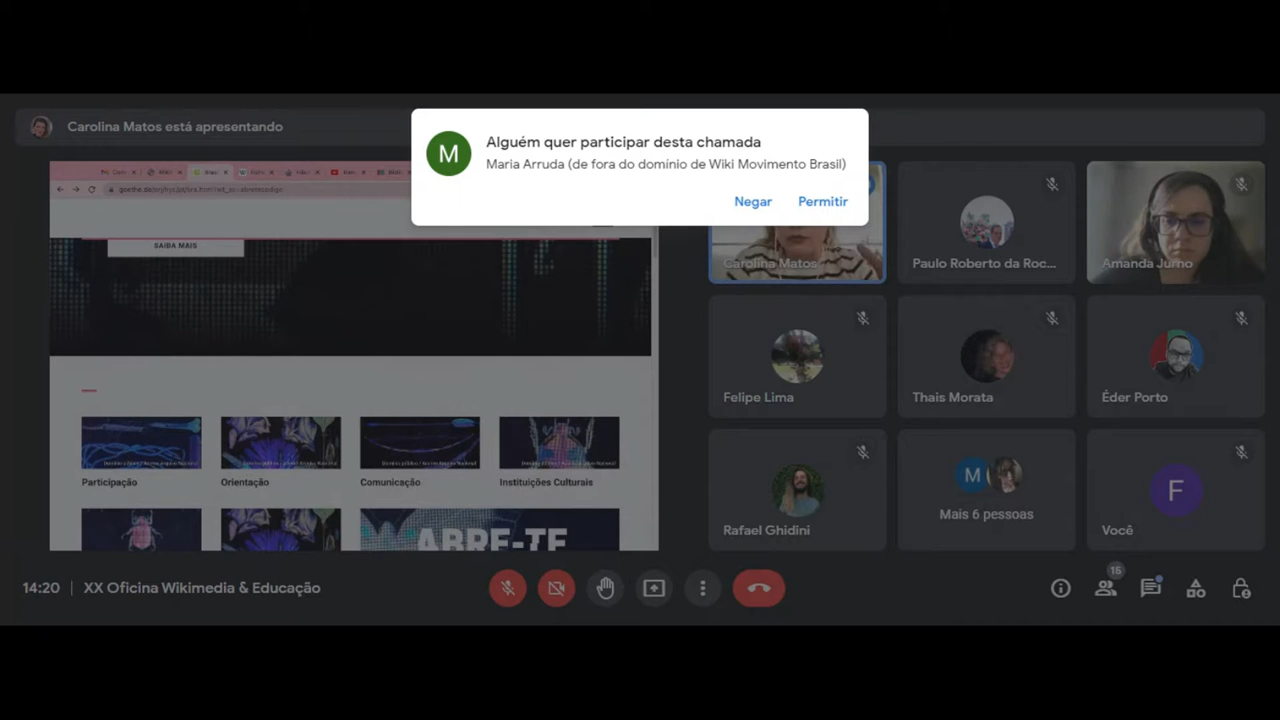 Carolina Matos está apresentando
Alguém quer participar desta chamada
M
Maria Arruda (de fora do domínio de Wiki Movimento Brasil)
Negar
Permitir
SAIBA MAIS
Participação
Orientação
Comunicação
Instituições Culturais
ABRE-TE
Carolina Matos
Paulo Roberto da Roc...
Amanda Jurno
Felipe Lima
Thais Morata
Éder Porto
Rafael Ghidini
M
Mais 6 pessoas
F
Você
14:20 | XX Oficina Wikimedia & Educação
15